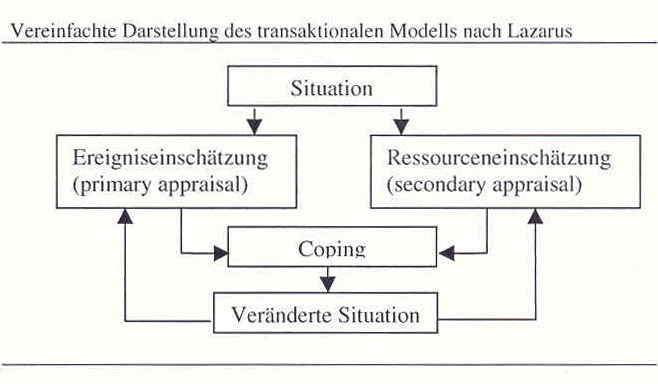 Vereinfachte Darstellung des transaktionalen Modells nach Lazarus
Situation
Ereigniseinschätzung
(primary appraisal)
Ressourceneinschätzung
(secondary appraisal)
Coping
Veränderte Situation